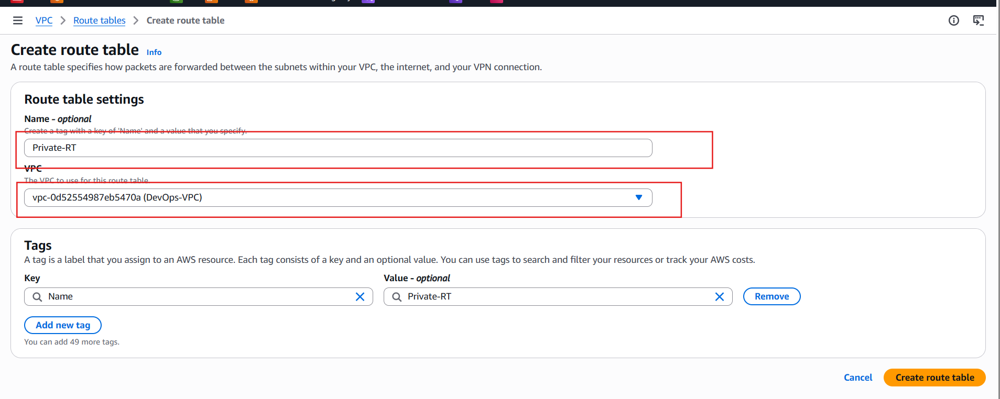 VPC > Route tables > Create route table
Create route table Info
A route table specifies how packets are forwarded between the subnets within your VPC, the internet, and your VPN connection.
Route table settings
Name - optional
Create a tag with a key of 'Name' and a value that you specify.
Private-RT
VPC
The VPC to use for this route table.
vpc-0d52554987eb5470a (DevOps-VPC)
Tags
A tag is a label that you assign to an AWS resource. Each tag consists of a key and an optional value. You can use tags to search and filter your resources or track your AWS costs.
Key Value - optional
Name Private-RT Remove
Add new tag
You can add 49 more tags.
Cancel Create route table